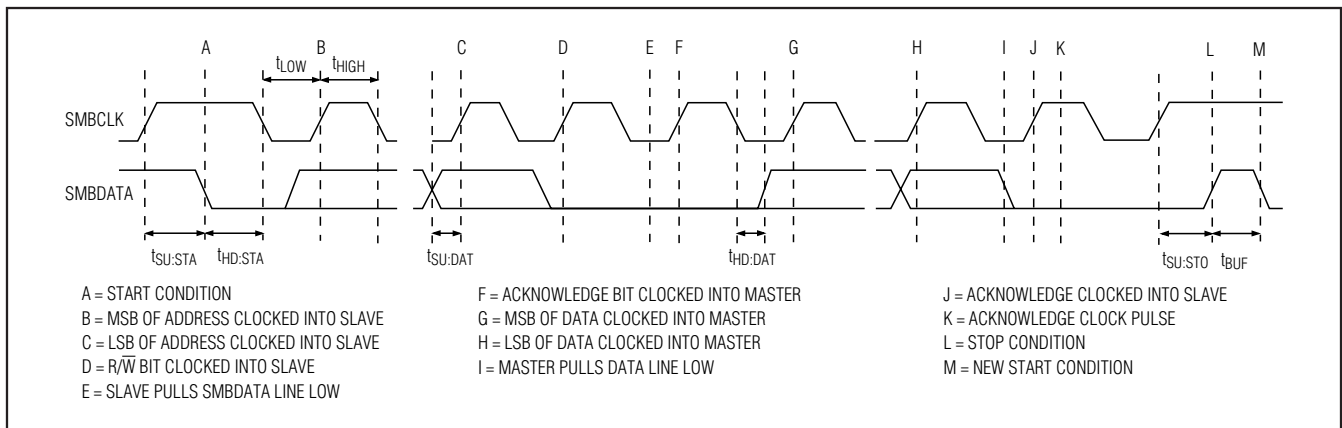 A B C D E F G H I J K L M
tLOW tHIGH
SMBCLK
SMBDATA
tSU:STA tHD:STA tSU:DAT tHD:DAT tSU:STO tBUF
A = START CONDITION
B = MSB OF ADDRESS CLOCKED INTO SLAVE
C = LSB OF ADDRESS CLOCKED INTO SLAVE
D = R/W̅ BIT CLOCKED INTO SLAVE
E = SLAVE PULLS SMBDATA LINE LOW
F = ACKNOWLEDGE BIT CLOCKED INTO MASTER
G = MSB OF DATA CLOCKED INTO MASTER
H = LSB OF DATA CLOCKED INTO MASTER
I = MASTER PULLS DATA LINE LOW
J = ACKNOWLEDGE CLOCKED INTO SLAVE
K = ACKNOWLEDGE CLOCK PULSE
L = STOP CONDITION
M = NEW START CONDITION